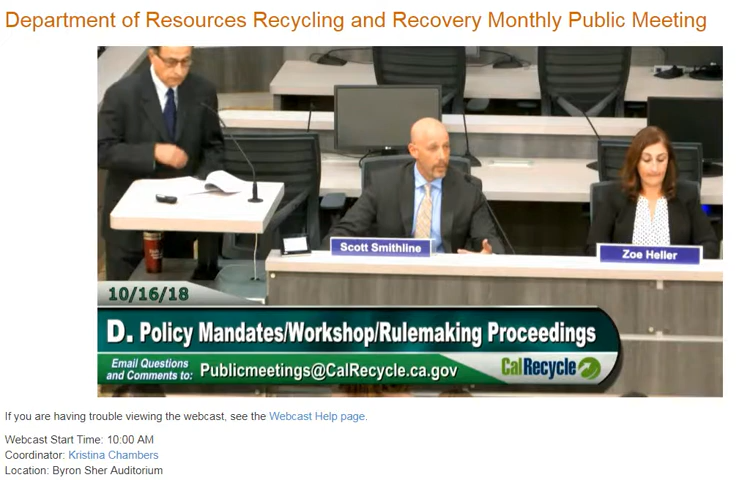 Department of Resources Recycling and Recovery Monthly Public Meeting
Scott Smithline
Zoe Heller
10/16/18
D. Policy Mandates/Workshop/Rulemaking Proceedings
Email Questions
and Comments to: Publicmeetings@CalRecycle.ca.gov
CalRecycle
If you are having trouble viewing the webcast, see the Webcast Help page.
Webcast Start Time: 10:00 AM
Coordinator: Kristina Chambers
Location: Byron Sher Auditorium